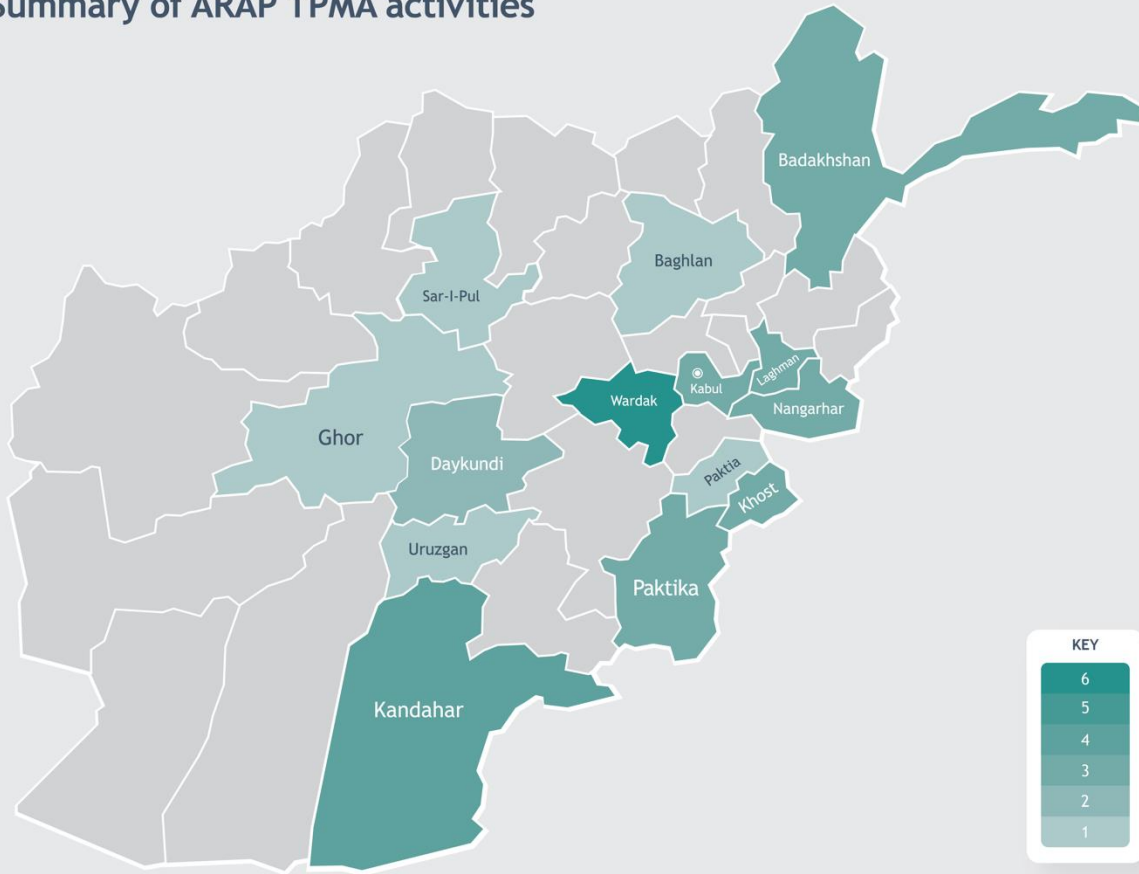 Summary of ARAP TPMA activities
Badakhshan
Baghlan
Sar-I-Pul
Laghman
Kabul
Wardak
Nangarhar
Ghor
Daykundi
Paktia
Khost
Uruzgan
Paktika
Kandahar
KEY
6
5
4
3
2
1